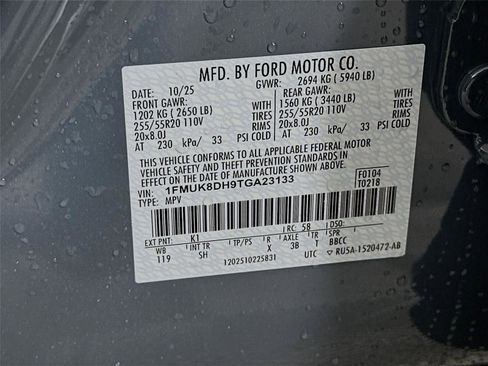 MFD. BY FORD MOTOR CO.
DATE: 10/25 GVWR: 2694 KG ( 5940 LB)
FRONT GAWR: REAR GAWR:
1202 KG ( 2650 LB) 1560 KG ( 3440 LB)
255/55R20 110V TIRES 255/55R20 110V TIRES
20x8.0J RIMS 20x8.0J RIMS
AT 230 kPa/ 33 PSI COLD AT 230 kPa/ 33 PSI COLD
THIS VEHICLE CONFORMS TO ALL APPLICABLE FEDERAL MOTOR
VEHICLE SAFETY AND THEFT PREVENTION STANDARDS IN EFFECT
ON THE DATE OF MANUFACTURE SHOWN ABOVE.
VIN: 1FMUK8DH9TGA23133 F0104
TYPE: MPV T0218
EXT PNT: K1 RC: 58 DSO:
WB INT TR TP/PS R AXLE TR
119 SH X 3B T BBCC
1202510225831 UTC ▽ RU5A-1520472-AB